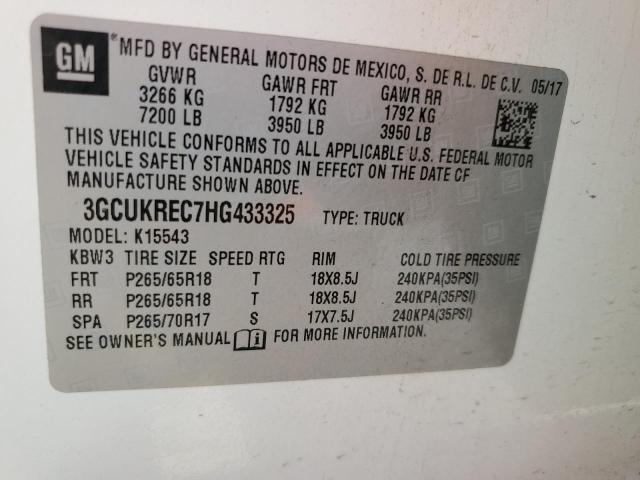 GM
MFD BY GENERAL MOTORS DE MEXICO, S. DE R.L. DE C.V. 05/17
GVWR GAWR FRT GAWR RR
3266 KG 1792 KG 1792 KG
7200 LB 3950 LB 3950 LB
THIS VEHICLE CONFORMS TO ALL APPLICABLE U.S. FEDERAL MOTOR
VEHICLE SAFETY STANDARDS IN EFFECT ON THE DATE OF
MANUFACTURE SHOWN ABOVE.
3GCUKREC7HG433325 TYPE: TRUCK
MODEL: K15543
KBW3 TIRE SIZE SPEED RTG RIM COLD TIRE PRESSURE
FRT P265/65R18 T 18X8.5J 240KPA(35PSI)
RR P265/65R18 T 18X8.5J 240KPA(35PSI)
SPA P265/70R17 S 17X7.5J 240KPA(35PSI)
SEE OWNER'S MANUAL i FOR MORE INFORMATION.